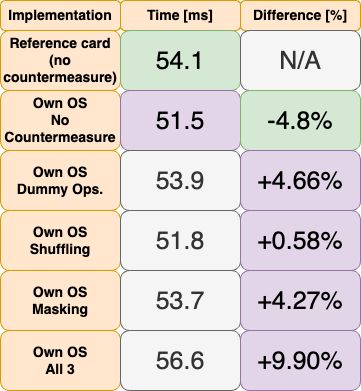 Implementation Time [ms] Difference [%]
Reference card
(no
countermeasure)
54.1
N/A
Own OS
No
Countermeasure
51.5
-4.8%
Own OS
Dummy Ops.
53.9
+4.66%
Own OS
Shuffling
51.8
+0.58%
Own OS
Masking
53.7
+4.27%
Own OS
All 3
56.6
+9.90%